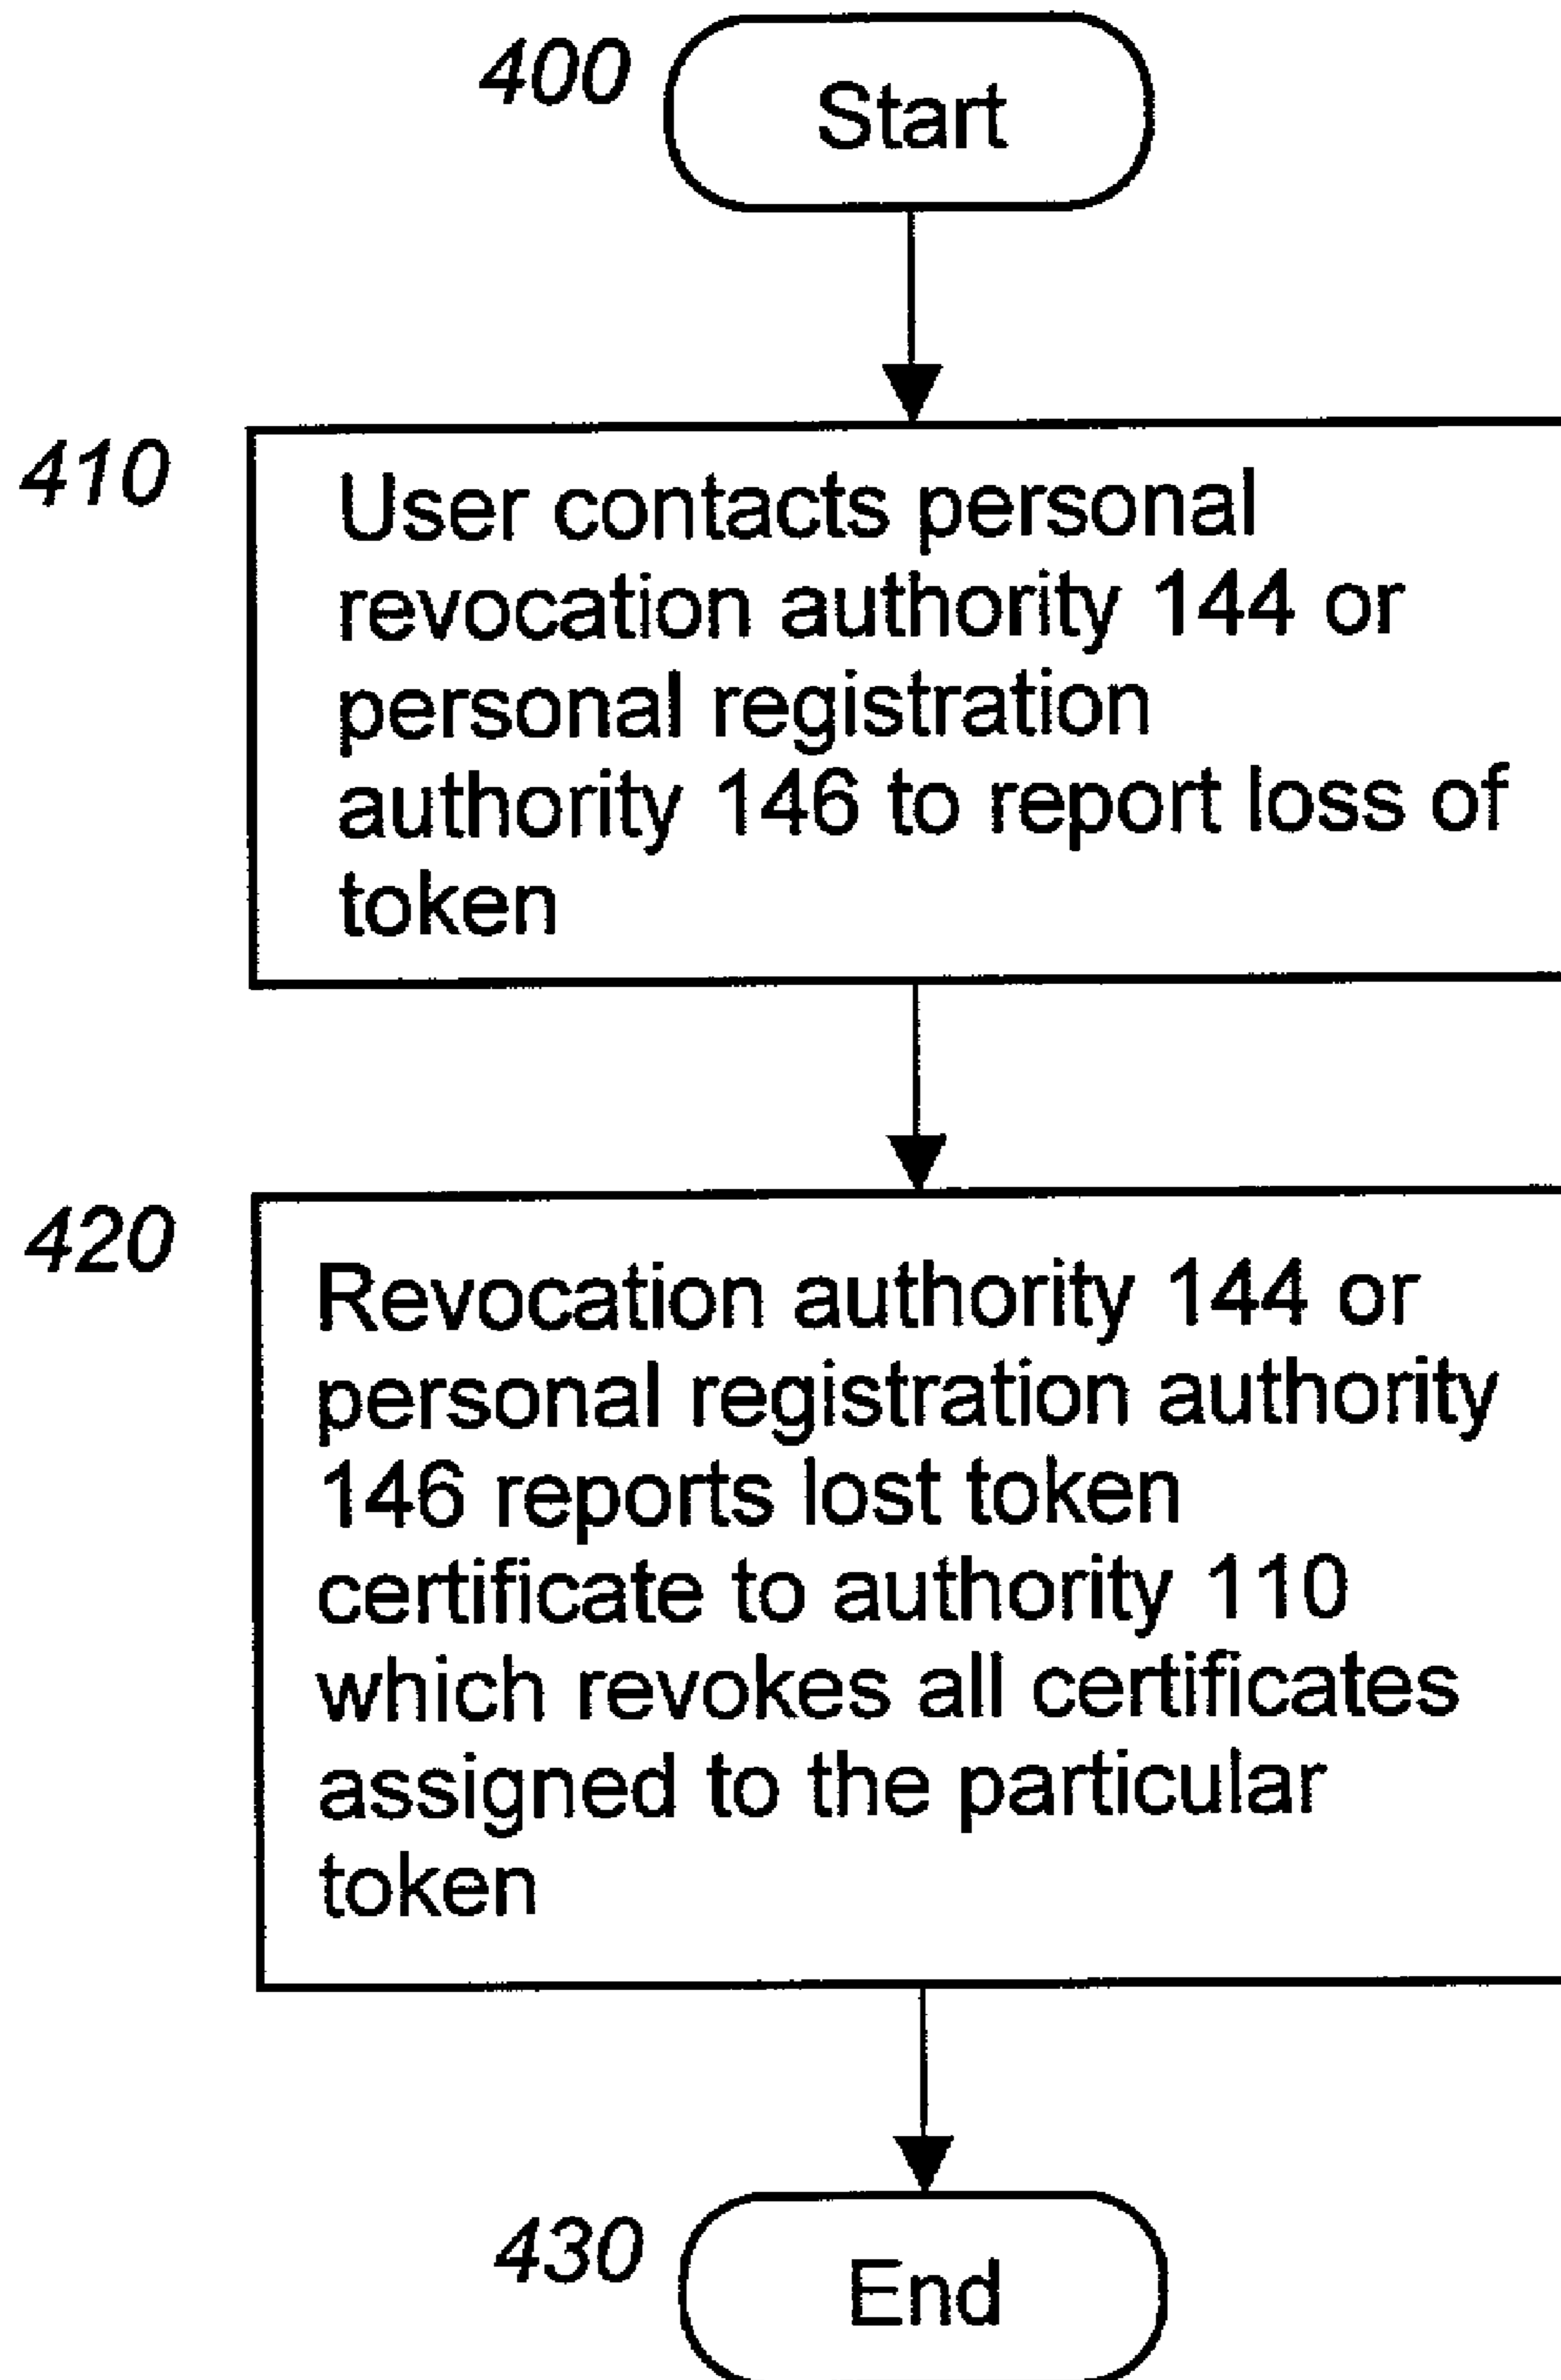 400
Start
410
User contacts personal
revocation authority 144 or
personal registration
authority 146 to report loss of
token
420
Revocation authority 144 or
personal registration authority
146 reports lost token
certificate to authority 110
which revokes all certificates
assigned to the particular
token
430
End